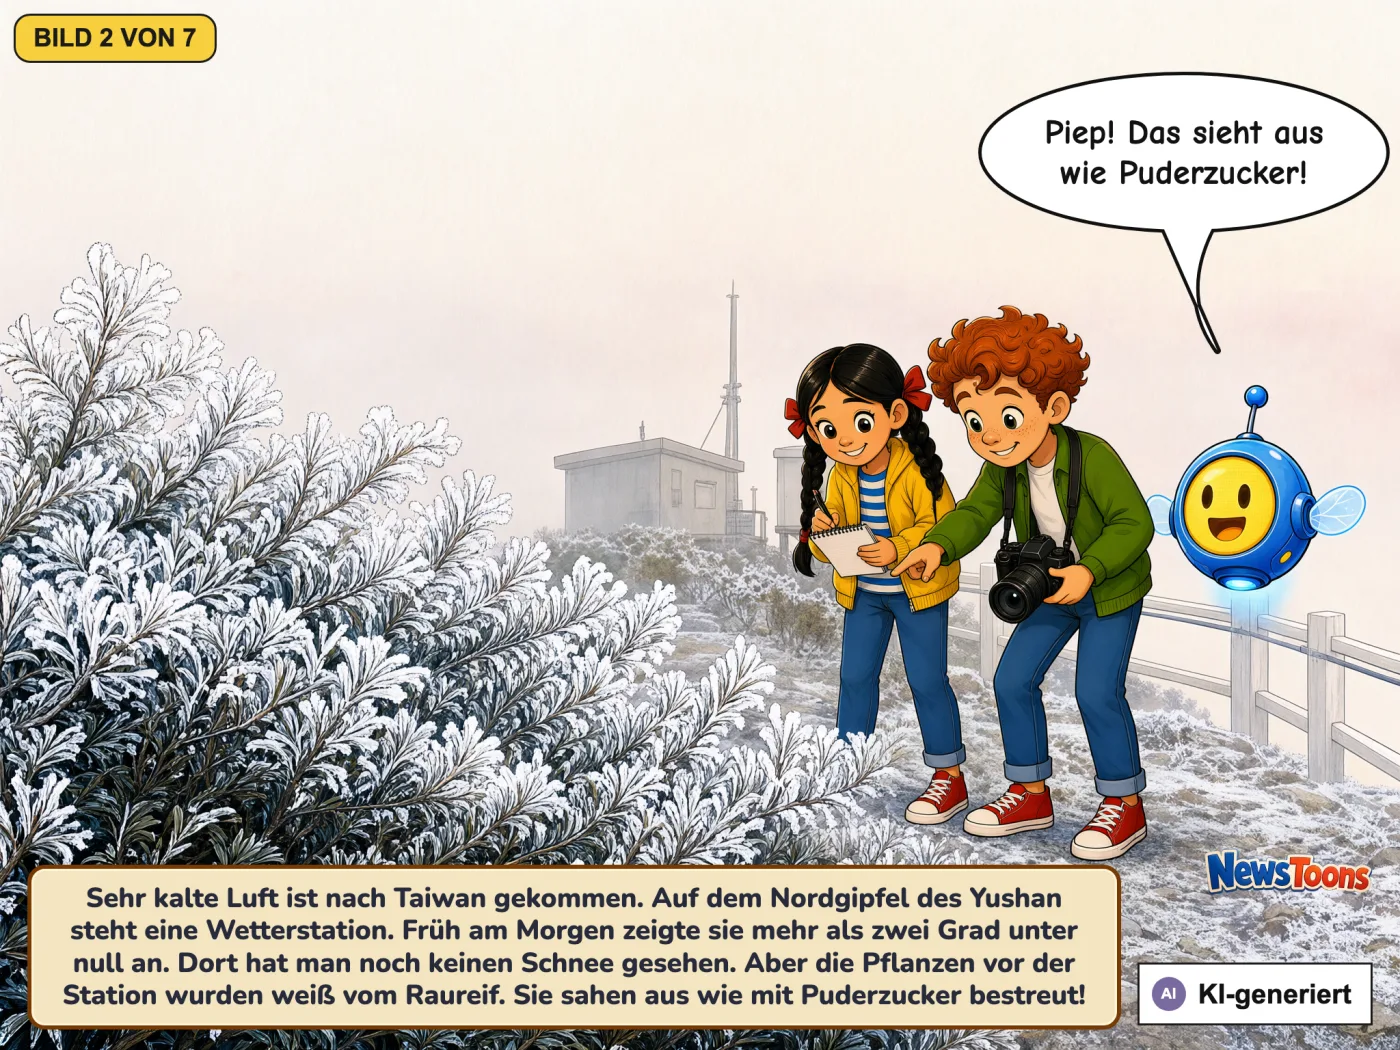 BILD 2 VON 7
Piep! Das sieht aus
wie Puderzucker!
NewsToons
Sehr kalte Luft ist nach Taiwan gekommen. Auf dem Nordgipfel des Yushan
steht eine Wetterstation. Früh am Morgen zeigte sie mehr als zwei Grad unter
null an. Dort hat man noch keinen Schnee gesehen. Aber die Pflanzen vor der
Station wurden weiß vom Raureif. Sie sahen aus wie mit Puderzucker bestreut!
AI KI-generiert